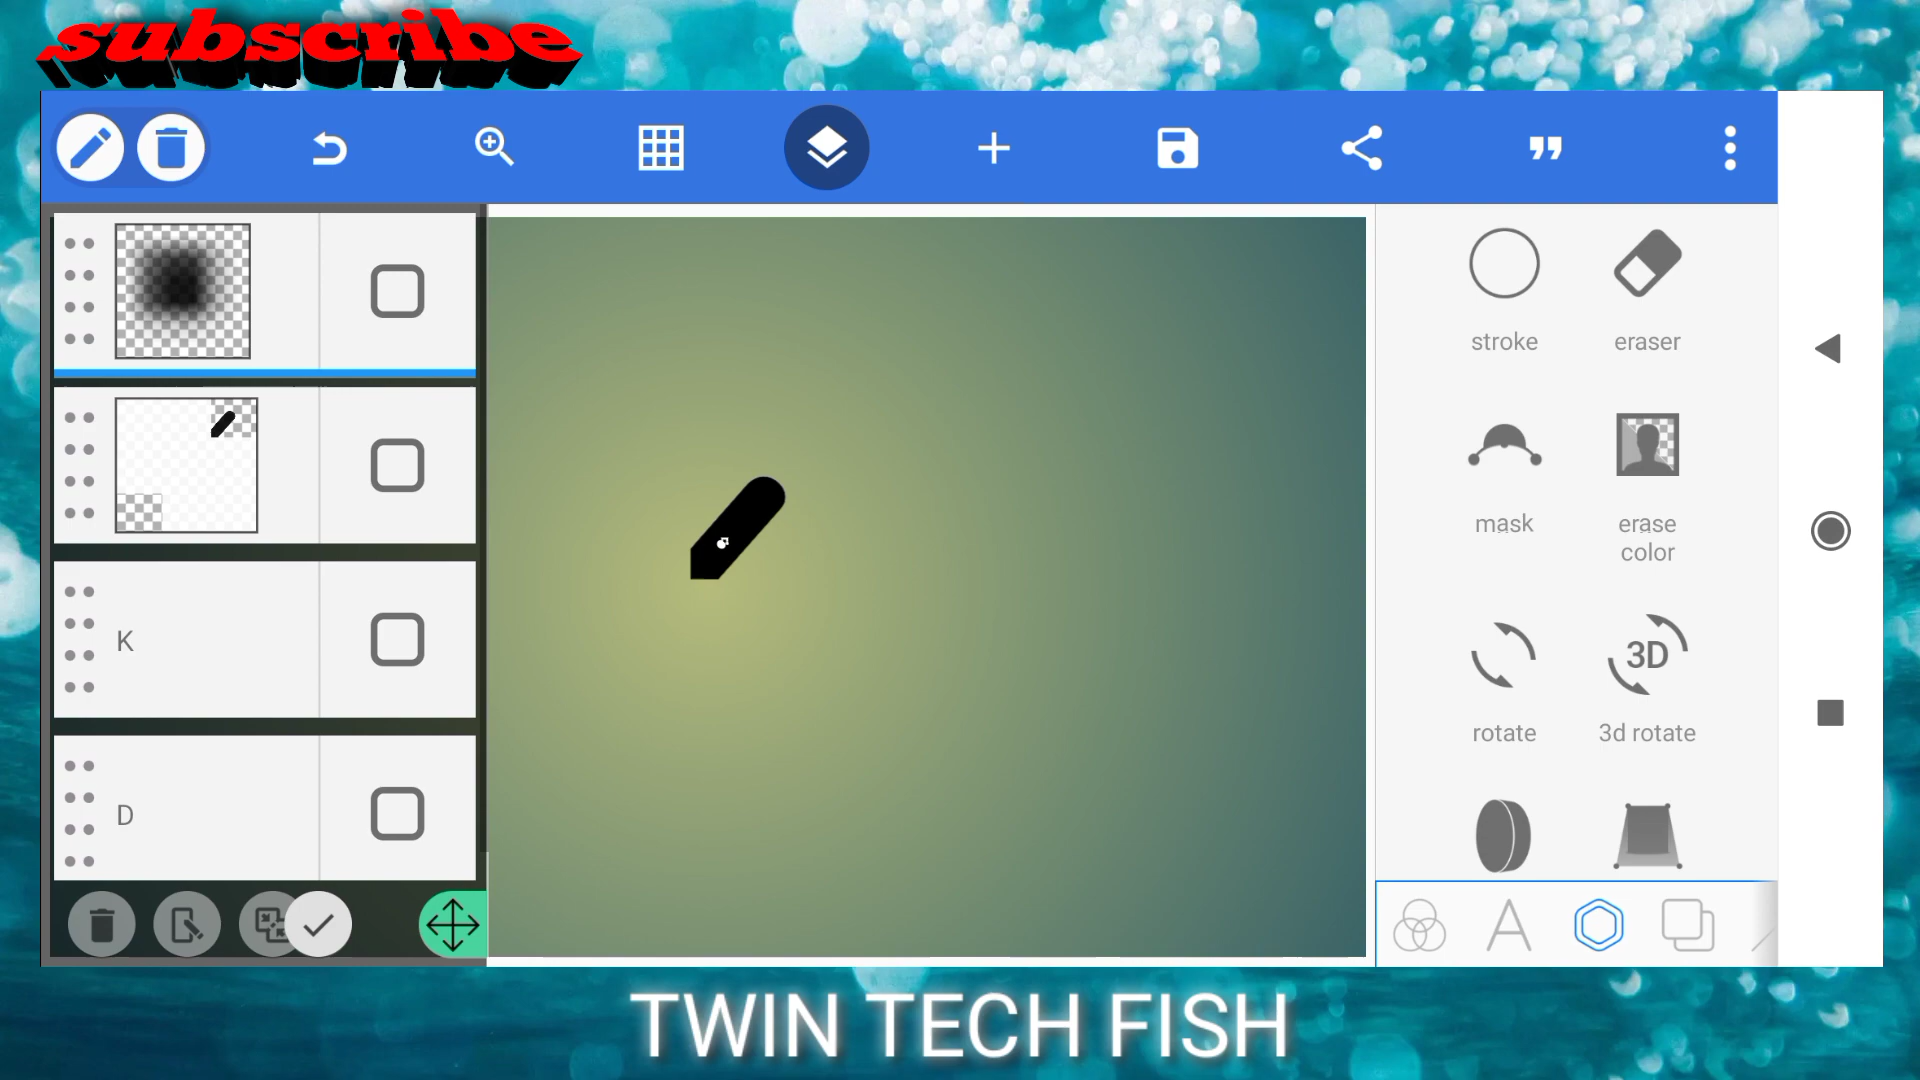 subscribe
stroke
eraser
mask
erase
color
K
rotate
3D
3d rotate
D
A
TWIN TECH FISH